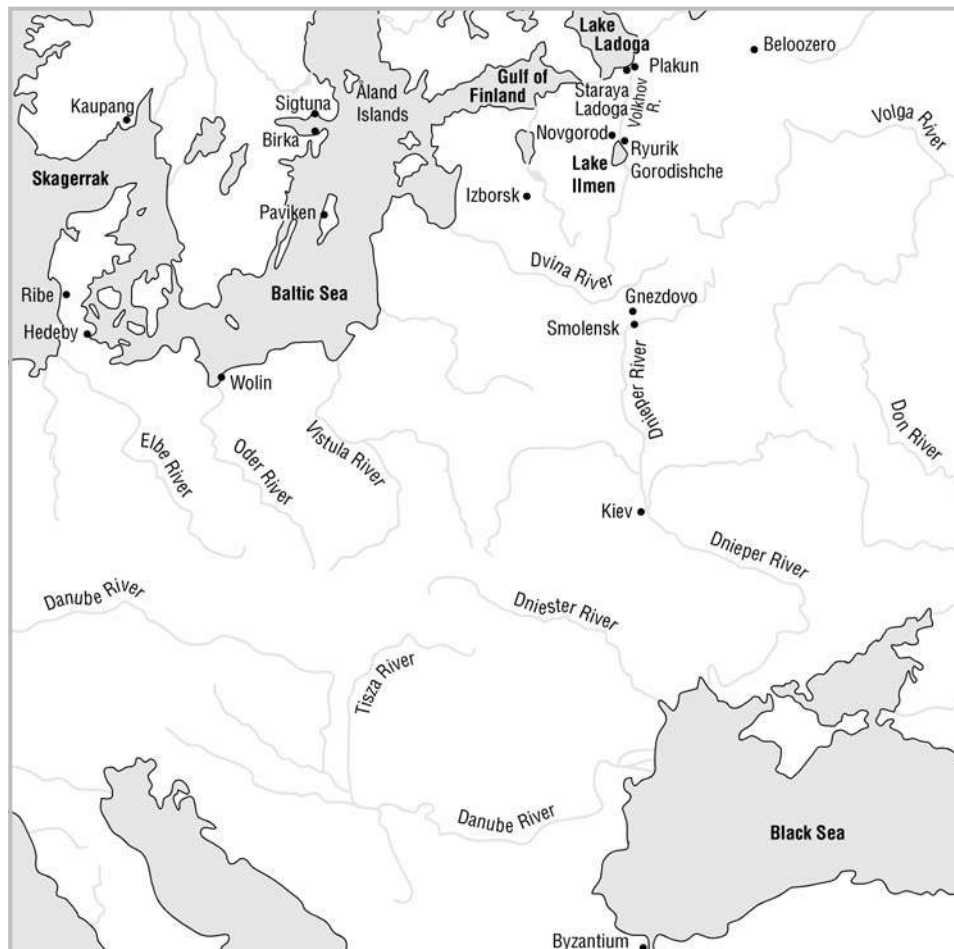 Lake
Ladoga
Beloozero
Plakun
Gulf of
Finland
Staraya
Ladoga
Volkhov
R.
Åland
Islands
Sigtuna
Kaupang
Birka
Novgorod
Ryurik
Gorodishche
Volga River
Lake
Ilmen
Skagerrak
Izborsk
Paviken
Dvina River
Baltic Sea
Ribe
Gnezdovo
Hedeby
Smolensk
Wolin
Dnieper River
Don River
Elbe River
Oder River
Vistula River
Kiev
Dnieper River
Danube River
Dniester River
Tisza River
Danube River
Black Sea
Byzantium